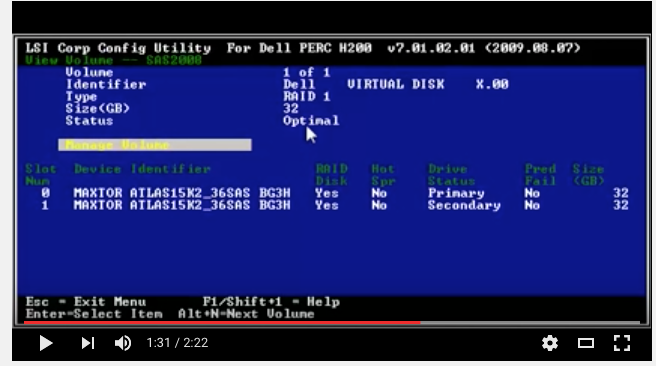 LSI Corp Config Utility For Dell PERC H200 v7.01.02.01 (2009.08.07)
View Volume -- SAS2008
Volume 1 of 1
Identifier Dell VIRTUAL DISK X.00
Type RAID 1
Size(GB) 32
Status Optimal
Manage Volume
Slot Device Identifier RAID Hot Drive Pred Size
Num Disk Spr Status Fail (GB)
0 MAXTOR ATLAS15K2_36SAS BG3H Yes No Primary No 32
1 MAXTOR ATLAS15K2_36SAS BG3H Yes No Secondary No 32
Esc = Exit Menu F1/Shift+1 = Help
Enter=Select Item Alt+N=Next Volume
1:31 / 2:22